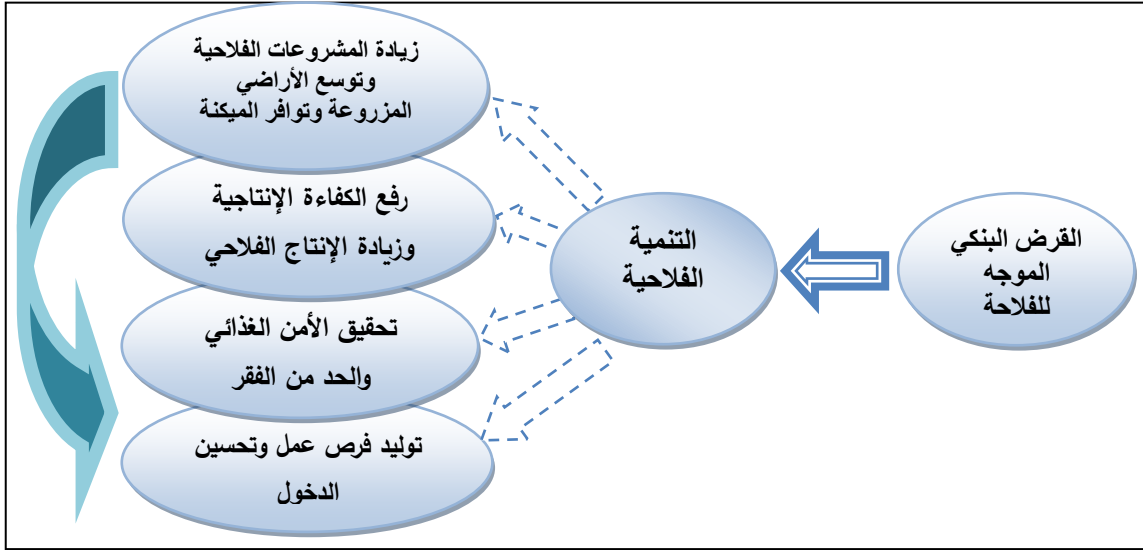 القرض البنكي
الموجه
للفلاحة
التنمية
الفلاحية
زيادة المشروعات الفلاحية
وتوسع الأراضي
المزروعة وتوافر الميكنة
رفع الكفاءة الإنتاجية
وزيادة الإنتاج الفلاحي
تحقيق الأمن الغذائي
والحد من الفقر
توليد فرص عمل وتحسين
الدخول